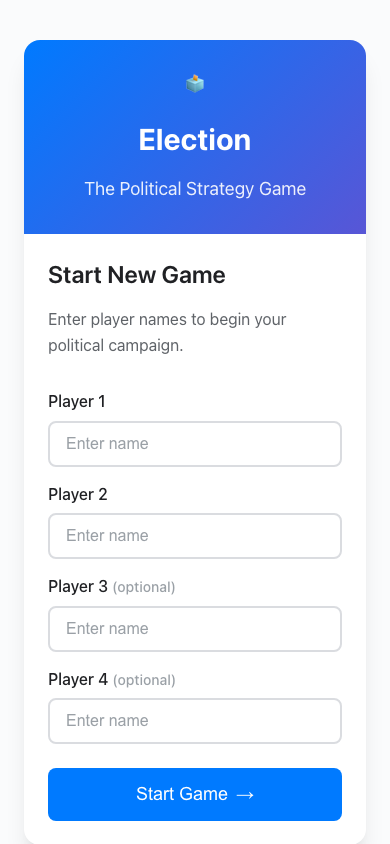 Election
The Political Strategy Game
Start New Game
Enter player names to begin your
political campaign.
Player 1
Enter name
Player 2
Enter name
Player 3 (optional)
Enter name
Player 4 (optional)
Enter name
Start Game →